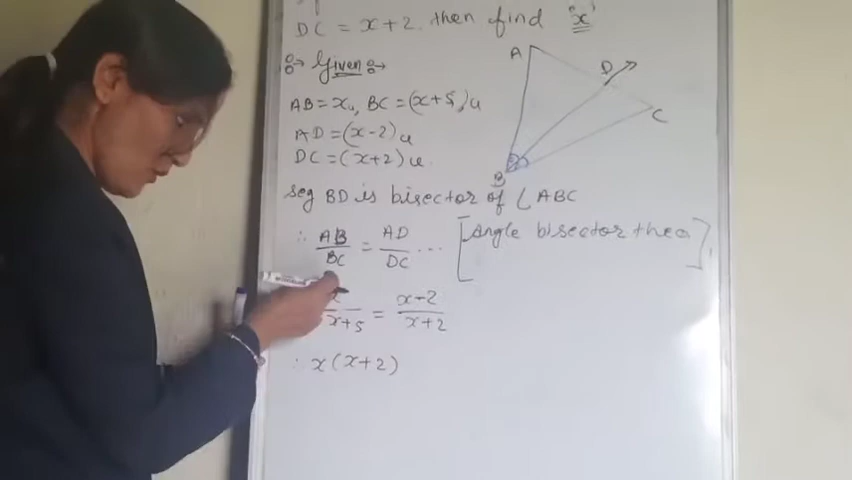 DC = x+2. then find "x"
Given
AB = x u, BC = (x+5) u
AD = (x-2) u
DC = (x+2) u.
seg BD is bisector of ∠ABC
∴ AB/BC = AD/DC ... [Angle bisector theo]
x/x+5 = x-2/x+2
∴ x(x+2)
A
D
C
B